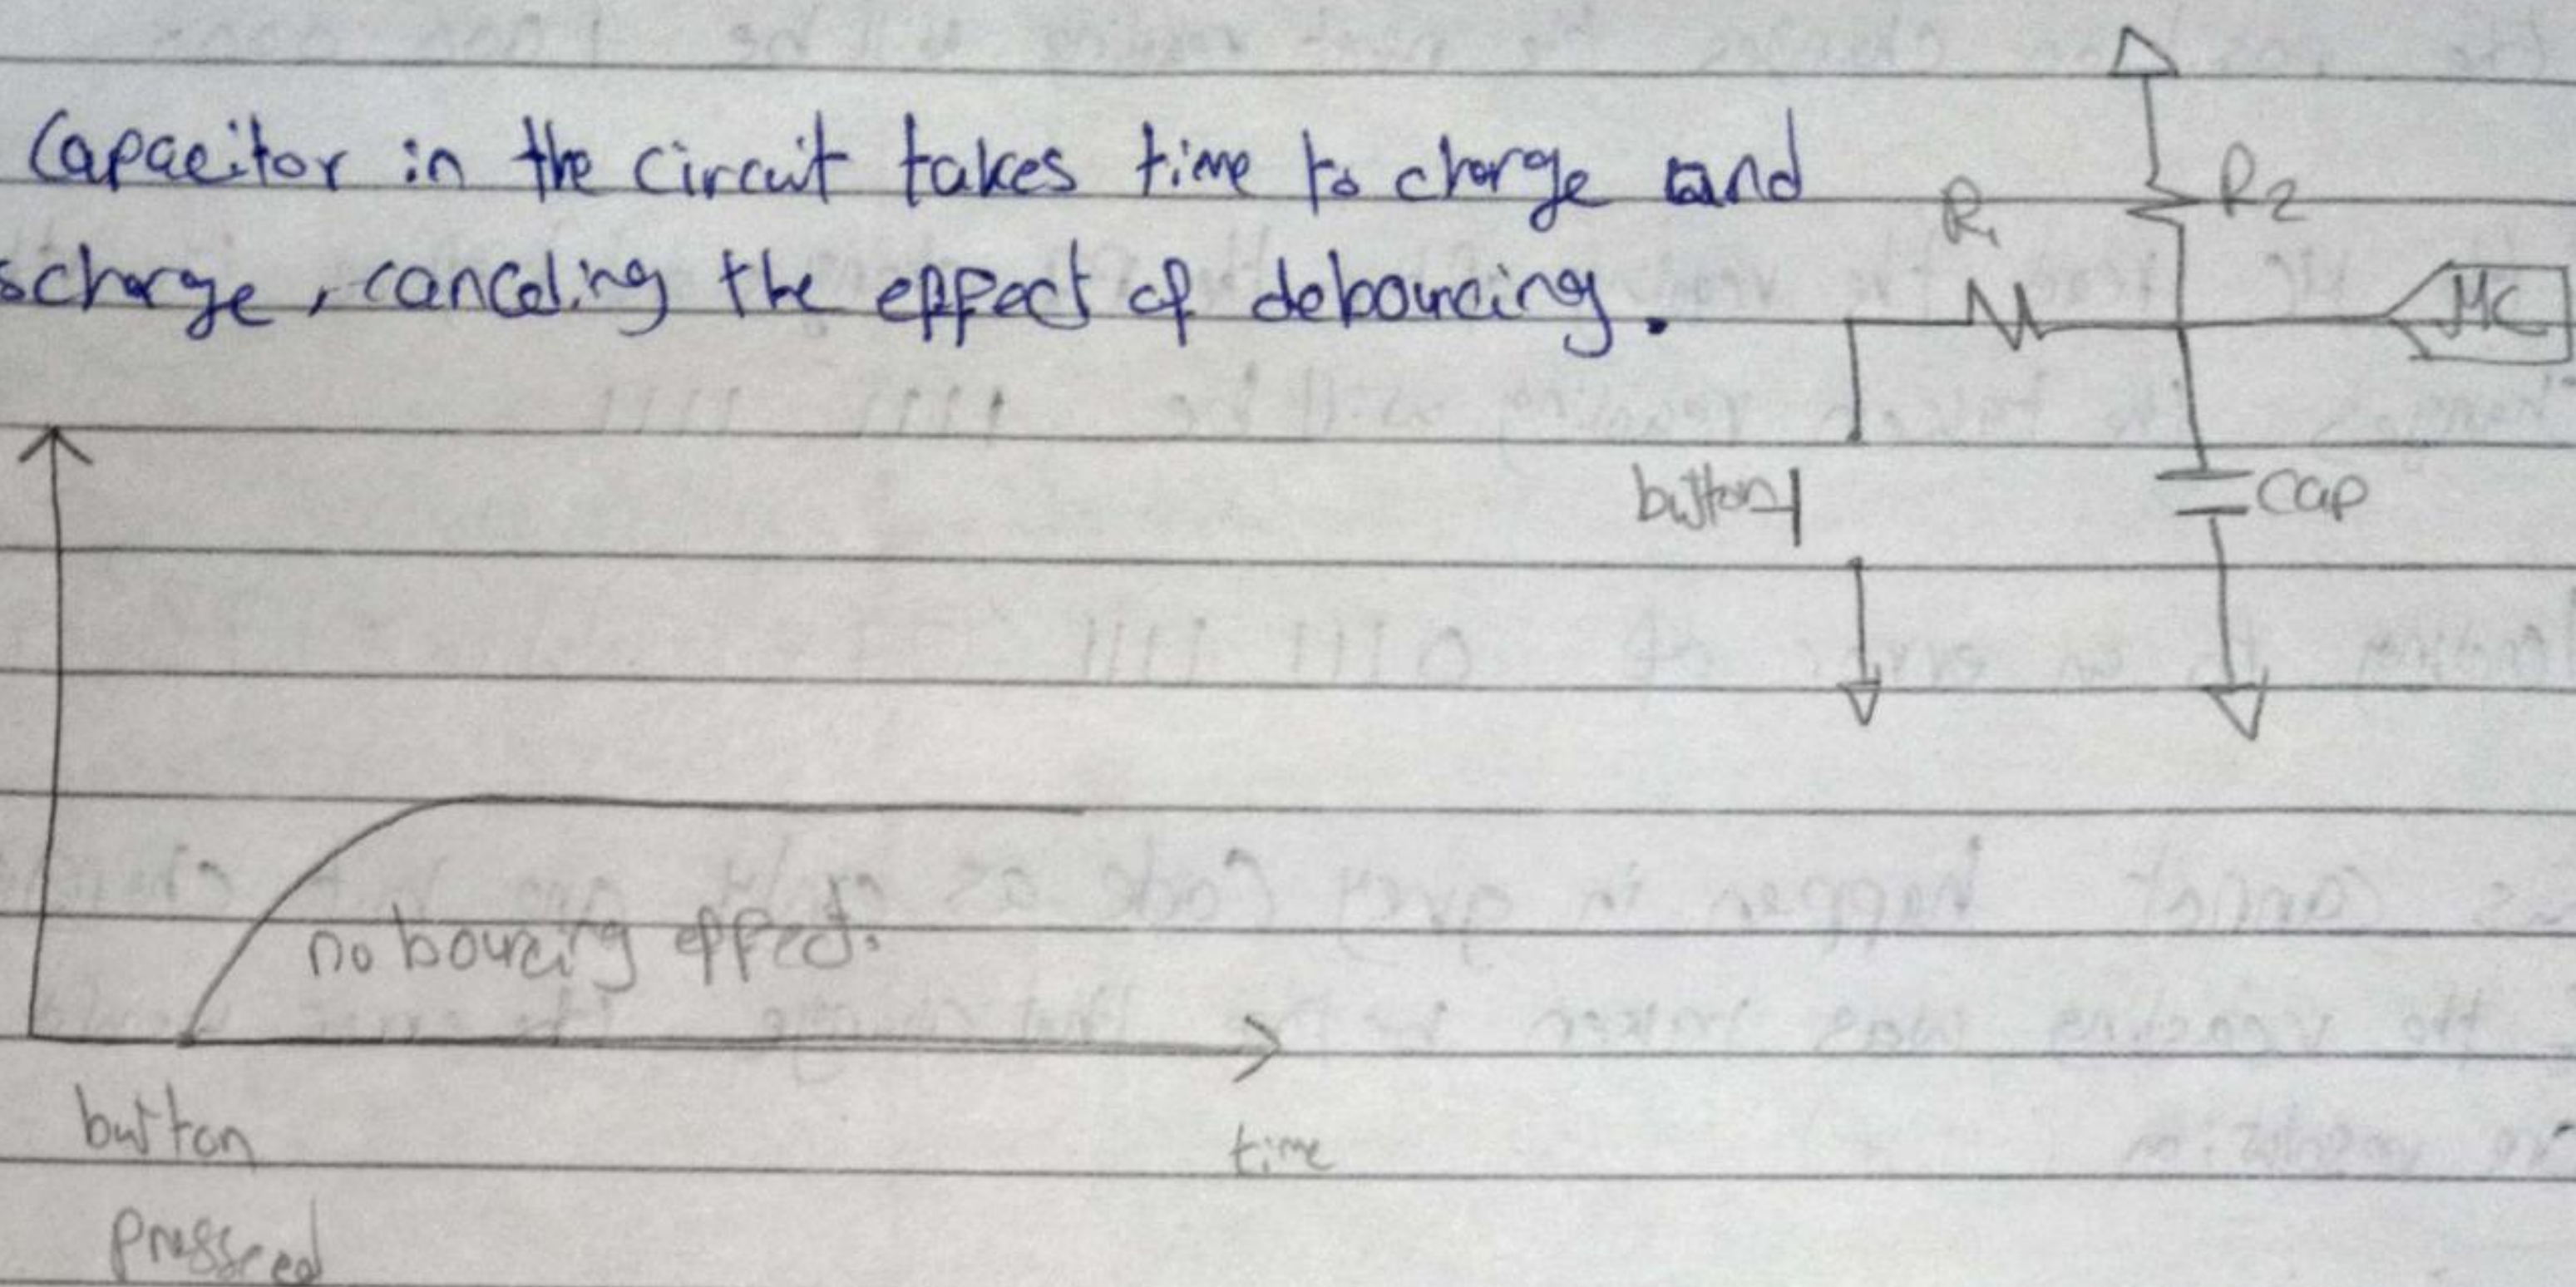 Capacitor in the circuit takes time to charge and
scharge, canceling the effect of debouncing.
R1
R2
MC
button
cap
no bouncing effect.
button
pressed
time